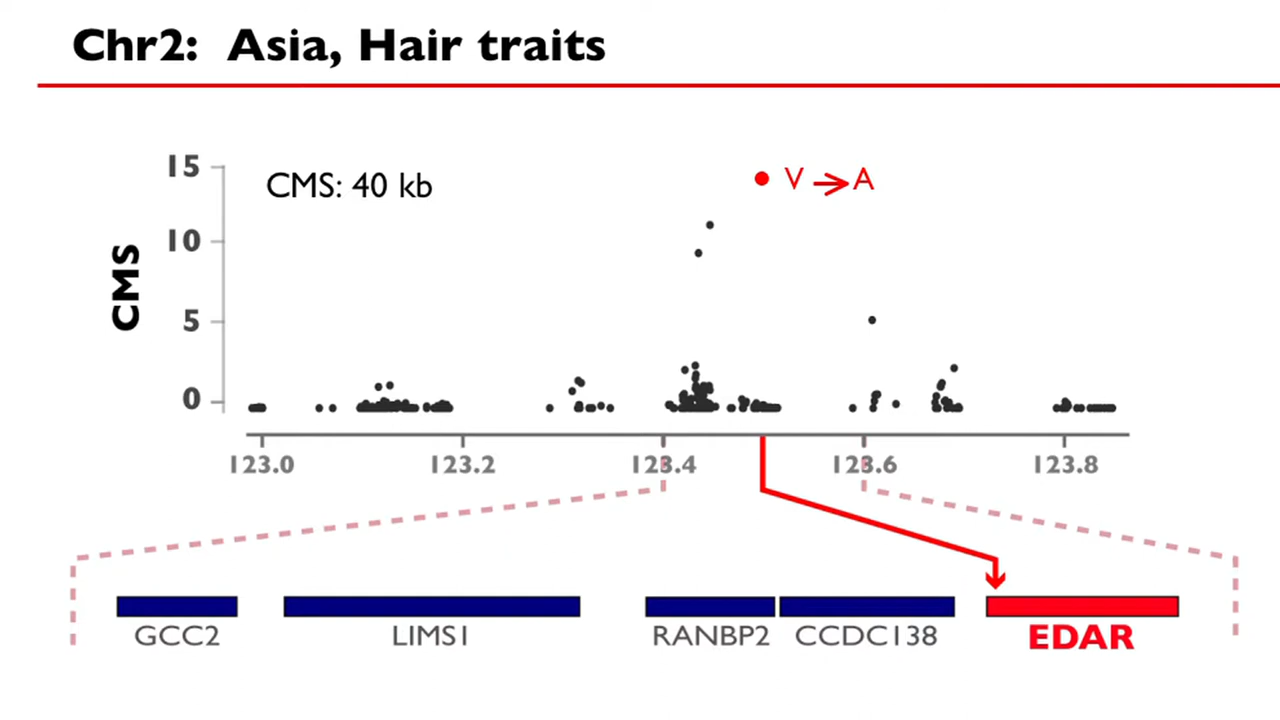 Chr2: Asia, Hair traits
15
CMS: 40 kb
V → A
10
CMS
5
0
123.0 123.2 123.4 123.6 123.8
GCC2 LIMS1 RANBP2 CCDC138 EDAR